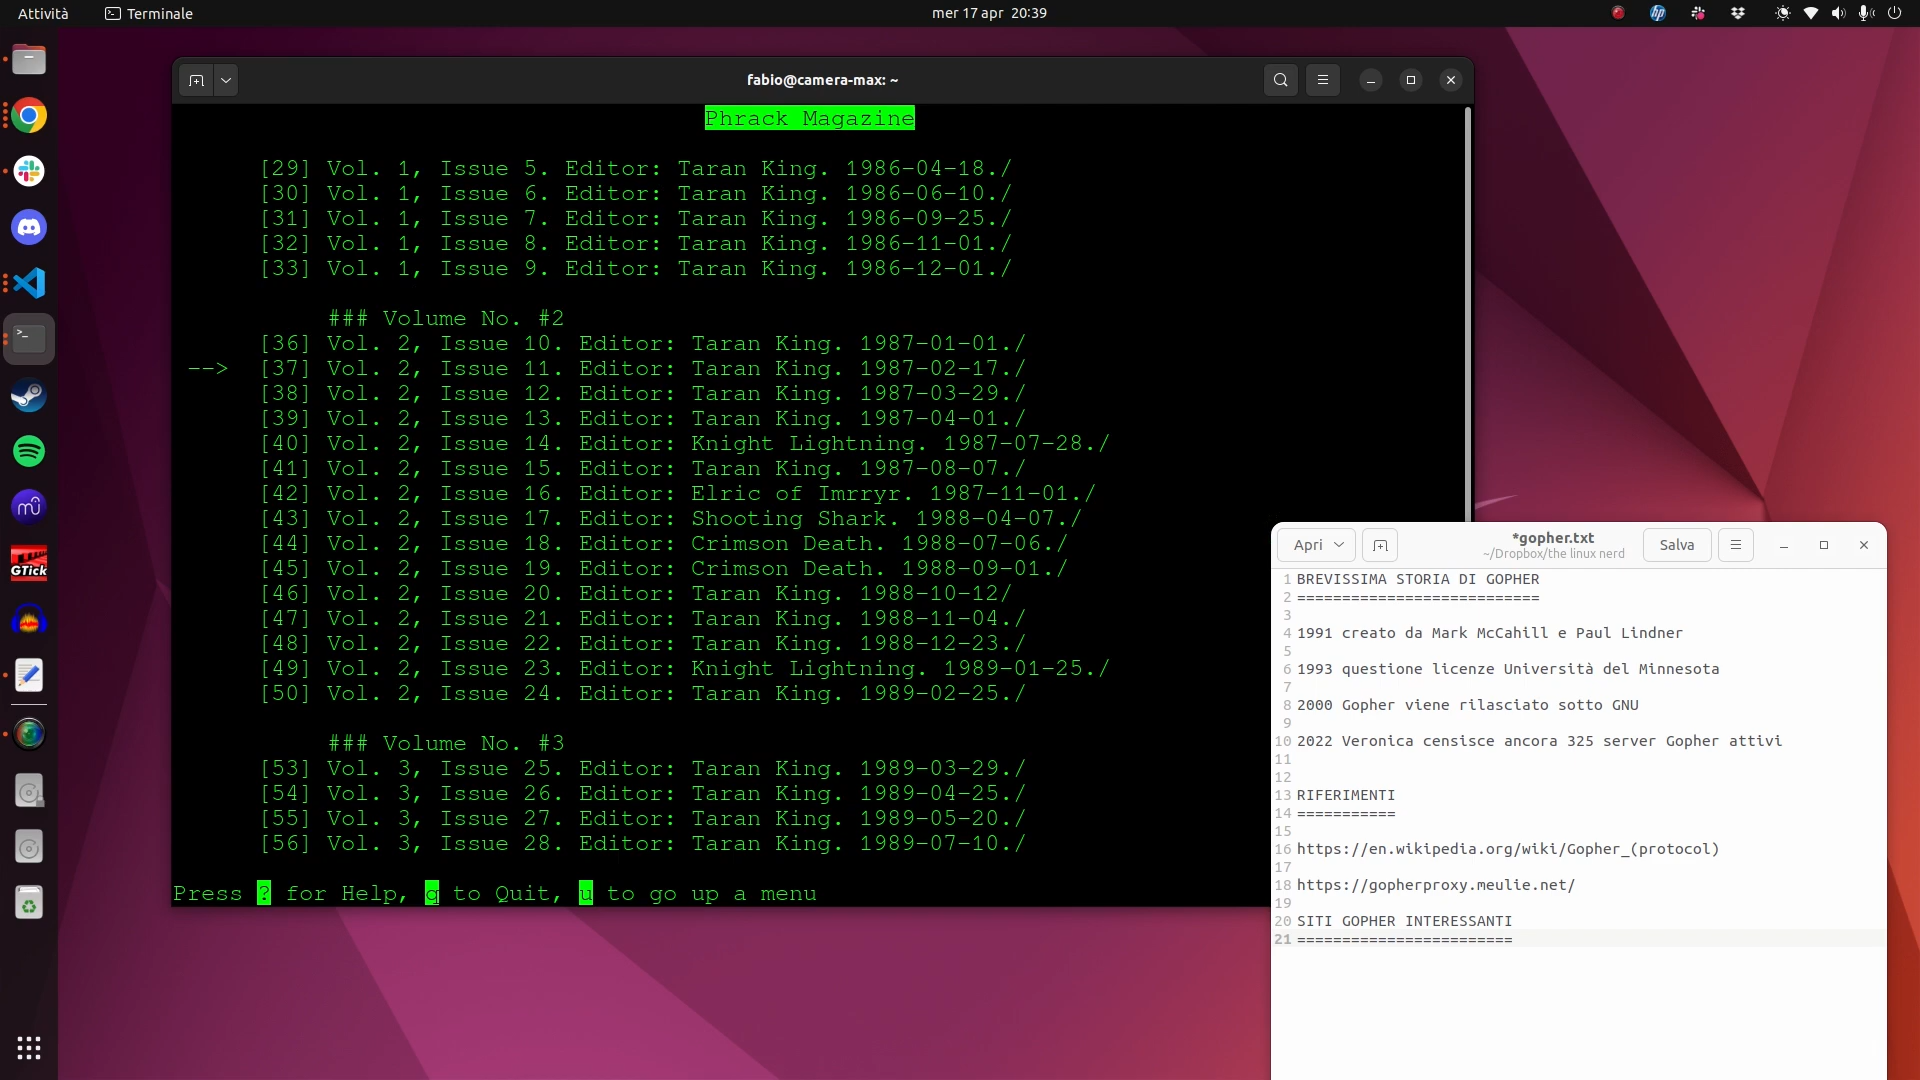 Attività
Terminale
mer 17 apr 20:39
fabio@camera-max: ~
Phrack Magazine
[29] Vol. 1, Issue 5. Editor: Taran King. 1986-04-18./
[30] Vol. 1, Issue 6. Editor: Taran King. 1986-06-10./
[31] Vol. 1, Issue 7. Editor: Taran King. 1986-09-25./
[32] Vol. 1, Issue 8. Editor: Taran King. 1986-11-01./
[33] Vol. 1, Issue 9. Editor: Taran King. 1986-12-01./
### Volume No. #2
[36] Vol. 2, Issue 10. Editor: Taran King. 1987-01-01./
--> [37] Vol. 2, Issue 11. Editor: Taran King. 1987-02-17./
[38] Vol. 2, Issue 12. Editor: Taran King. 1987-03-29./
[39] Vol. 2, Issue 13. Editor: Taran King. 1987-04-01./
[40] Vol. 2, Issue 14. Editor: Knight Lightning. 1987-07-28./
[41] Vol. 2, Issue 15. Editor: Taran King. 1987-08-07./
[42] Vol. 2, Issue 16. Editor: Elric of Imrryr. 1987-11-01./
[43] Vol. 2, Issue 17. Editor: Shooting Shark. 1988-04-07./
[44] Vol. 2, Issue 18. Editor: Crimson Death. 1988-07-06./
[45] Vol. 2, Issue 19. Editor: Crimson Death. 1988-09-01./
[46] Vol. 2, Issue 20. Editor: Taran King. 1988-10-12/
[47] Vol. 2, Issue 21. Editor: Taran King. 1988-11-04./
[48] Vol. 2, Issue 22. Editor: Taran King. 1988-12-23./
[49] Vol. 2, Issue 23. Editor: Knight Lightning. 1989-01-25./
[50] Vol. 2, Issue 24. Editor: Taran King. 1989-02-25./
### Volume No. #3
[53] Vol. 3, Issue 25. Editor: Taran King. 1989-03-29./
[54] Vol. 3, Issue 26. Editor: Taran King. 1989-04-25./
[55] Vol. 3, Issue 27. Editor: Taran King. 1989-05-20./
[56] Vol. 3, Issue 28. Editor: Taran King. 1989-07-10./
Press ? for Help, q to Quit, u to go up a menu
Apri
*gopher.txt
~/Dropbox/the linux nerd
Salva
1 BREVISSIMA STORIA DI GOPHER
2 ===========================
3
4 1991 creato da Mark McCahill e Paul Lindner
5
6 1993 questione licenze Università del Minnesota
7
8 2000 Gopher viene rilasciato sotto GNU
9
10 2022 Veronica censisce ancora 325 server Gopher attivi
11
12
13 RIFERIMENTI
14 ===========
15
16 https://en.wikipedia.org/wiki/Gopher_(protocol)
17
18 https://gopherproxy.meulie.net/
19
20 SITI GOPHER INTERESSANTI
21 ========================
hp
GTick